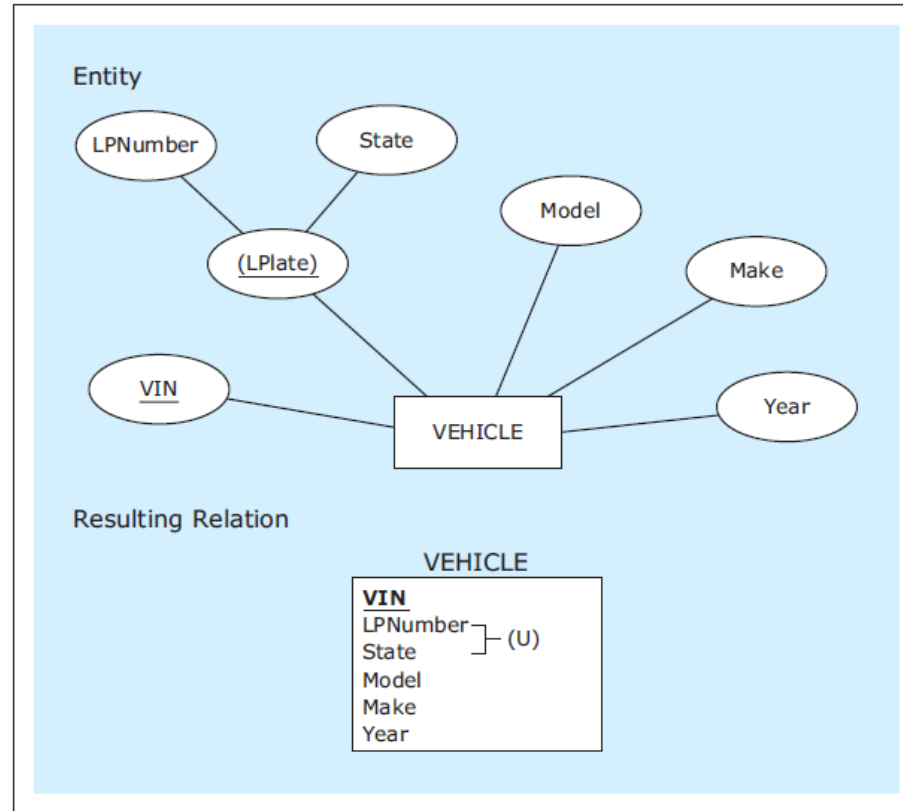 Entity
LPNumber
State
Model
(LPlate)
Make
VIN
Year
VEHICLE
Resulting Relation
VEHICLE
VIN
LPNumber
(U)
State
Model
Make
Year